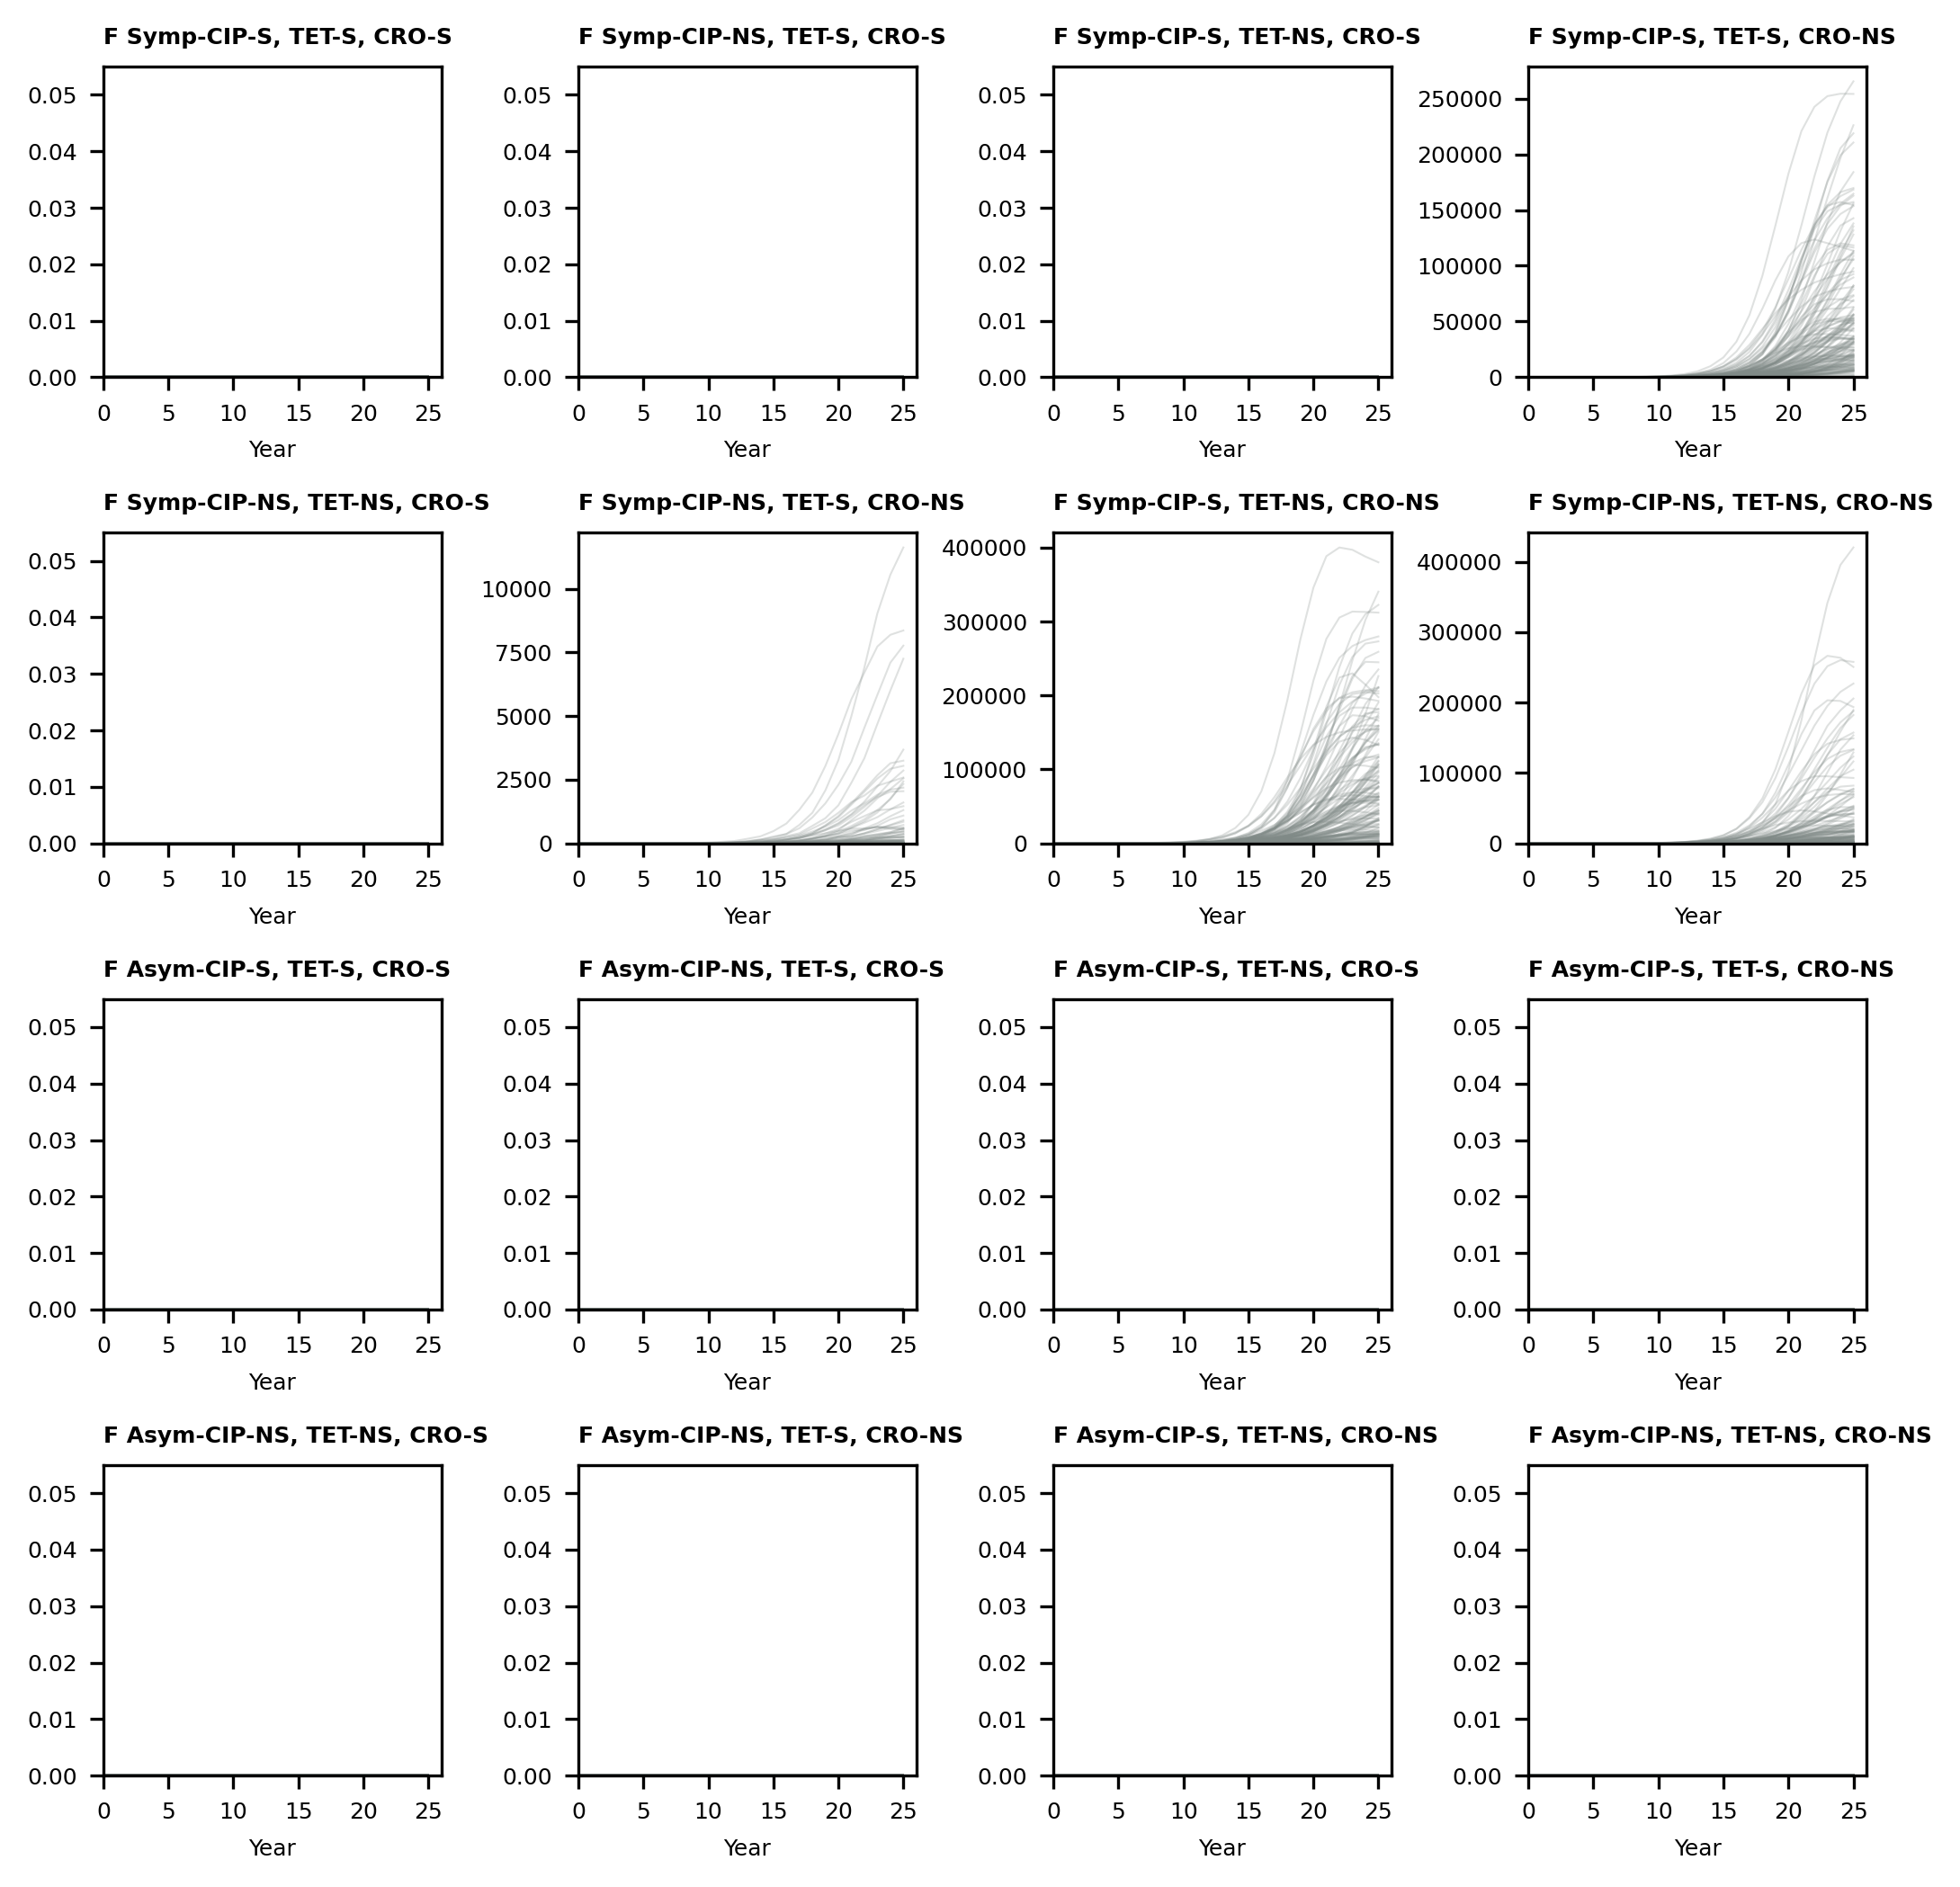 F Symp-CIP-S, TET-S, CRO-S
0.05
0.04
0.03
0.02
0.01
0.00
0 5 10 15 20 25
Year
F Symp-CIP-NS, TET-S, CRO-S
0.05
0.04
0.03
0.02
0.01
0.00
0 5 10 15 20 25
Year
F Symp-CIP-S, TET-NS, CRO-S
0.05
0.04
0.03
0.02
0.01
0.00
0 5 10 15 20 25
Year
F Symp-CIP-S, TET-S, CRO-NS
250000
200000
150000
100000
50000
0
0 5 10 15 20 25
Year
F Symp-CIP-NS, TET-NS, CRO-S
0.05
0.04
0.03
0.02
0.01
0.00
0 5 10 15 20 25
Year
F Symp-CIP-NS, TET-S, CRO-NS
10000
7500
5000
2500
0
0 5 10 15 20 25
Year
F Symp-CIP-S, TET-NS, CRO-NS
400000
300000
200000
100000
0
0 5 10 15 20 25
Year
F Symp-CIP-NS, TET-NS, CRO-NS
400000
300000
200000
100000
0
0 5 10 15 20 25
Year
F Asym-CIP-S, TET-S, CRO-S
0.05
0.04
0.03
0.02
0.01
0.00
0 5 10 15 20 25
Year
F Asym-CIP-NS, TET-S, CRO-S
0.05
0.04
0.03
0.02
0.01
0.00
0 5 10 15 20 25
Year
F Asym-CIP-S, TET-NS, CRO-S
0.05
0.04
0.03
0.02
0.01
0.00
0 5 10 15 20 25
Year
F Asym-CIP-S, TET-S, CRO-NS
0.05
0.04
0.03
0.02
0.01
0.00
0 5 10 15 20 25
Year
F Asym-CIP-NS, TET-NS, CRO-S
0.05
0.04
0.03
0.02
0.01
0.00
0 5 10 15 20 25
Year
F Asym-CIP-NS, TET-S, CRO-NS
0.05
0.04
0.03
0.02
0.01
0.00
0 5 10 15 20 25
Year
F Asym-CIP-S, TET-NS, CRO-NS
0.05
0.04
0.03
0.02
0.01
0.00
0 5 10 15 20 25
Year
F Asym-CIP-NS, TET-NS, CRO-NS
0.05
0.04
0.03
0.02
0.01
0.00
0 5 10 15 20 25
Year